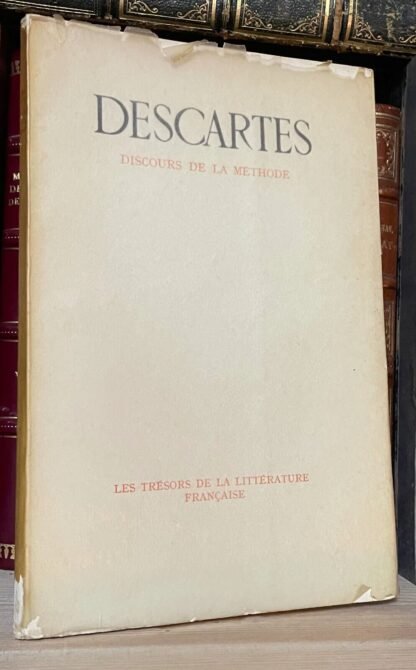 DESCARTES
DISCOURS DE LA METHODE
LES TRÉSORS DE LA LITTÉRATURE
FRANÇAISE